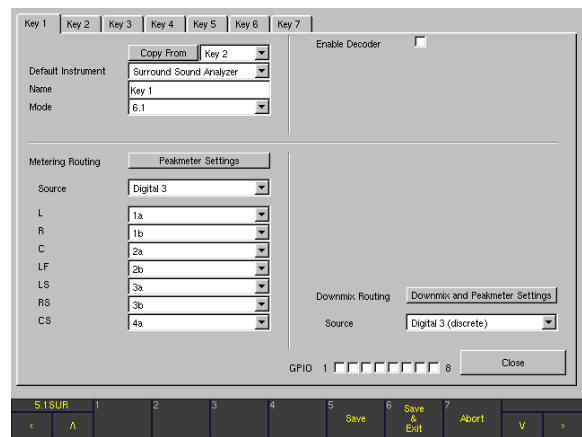 Key 1 Key 2 Key 3 Key 4 Key 5 Key 6 Key 7
Copy From Key 2
Enable Decoder
Default Instrument Surround Sound Analyzer
Name Key 1
Mode 6.1
Metering Routing Peakmeter Settings
Source Digital 3
L 1a
R 1b
C 2a
LF 2b
LS 3a
RS 3b
CS 4a
Downmix Routing Downmix and Peakmeter Settings
Source Digital 3 (discrete)
GPIO 1 8 Close
5.1SUR 1 2 3 4 5 6 7
Save
Save
&
Exit
Abort
< Λ V >